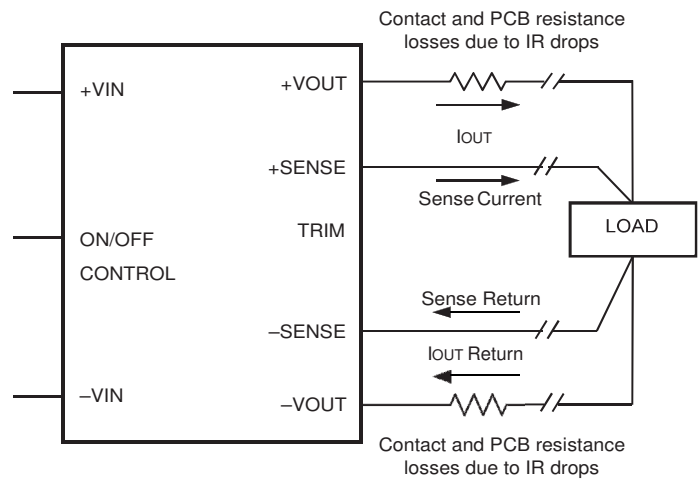 Contact and PCB resistance
losses due to IR drops
+VOUT
+VIN
IOUT
+SENSE
Sense Current
TRIM
LOAD
ON/OFF
CONTROL
Sense Return
–SENSE
IOUT Return
–VIN
–VOUT
Contact and PCB resistance
losses due to IR drops